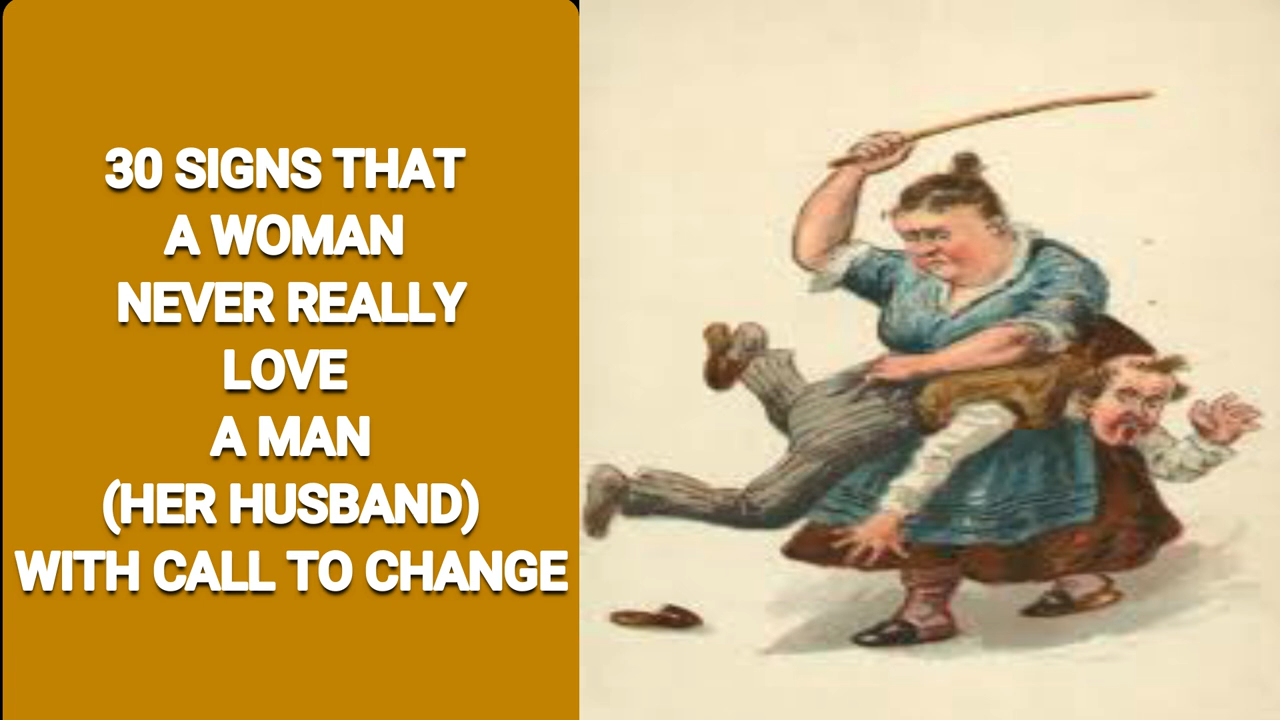 30 SIGNS THAT
A WOMAN
NEVER REALLY
LOVE
A MAN
(HER HUSBAND)
WITH CALL TO CHANGE